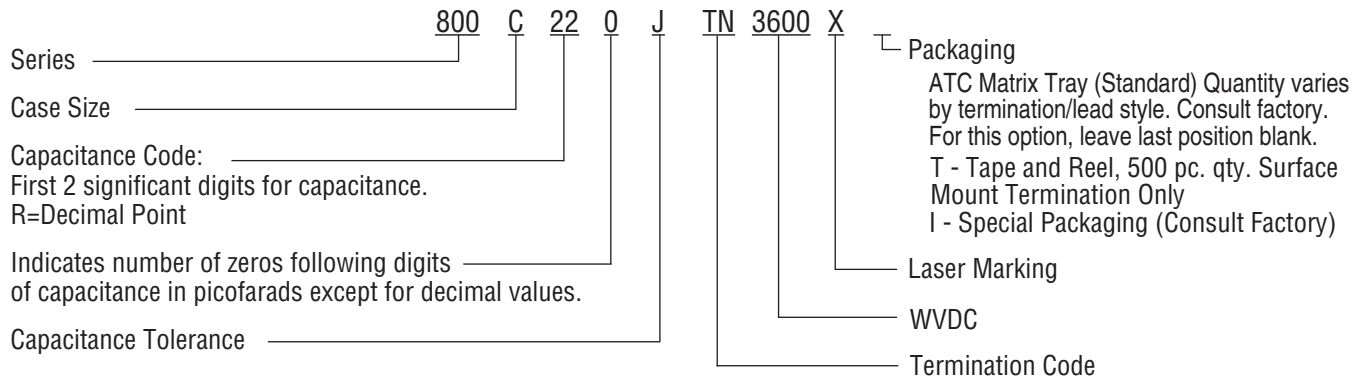 800 C 22 0 J TN 3600 X
Series
Case Size
Capacitance Code:
First 2 significant digits for capacitance.
R=Decimal Point
Indicates number of zeros following digits
of capacitance in picofarads except for decimal values.
Capacitance Tolerance
Packaging
ATC Matrix Tray (Standard) Quantity varies
by termination/lead style. Consult factory.
For this option, leave last position blank.
T - Tape and Reel, 500 pc. qty. Surface
Mount Termination Only
I - Special Packaging (Consult Factory)
Laser Marking
WVDC
Termination Code